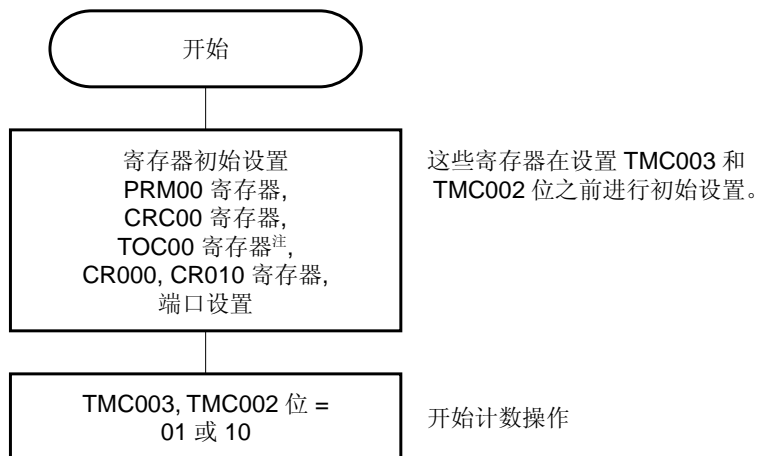 开始
寄存器初始设置
PRM00 寄存器,
CRC00 寄存器,
TOC00 寄存器注,
CR000, CR010 寄存器,
端口设置
这些寄存器在设置 TMC003 和
TMC002 位之前进行初始设置。
TMC003, TMC002 位 =
01 或 10
开始计数操作